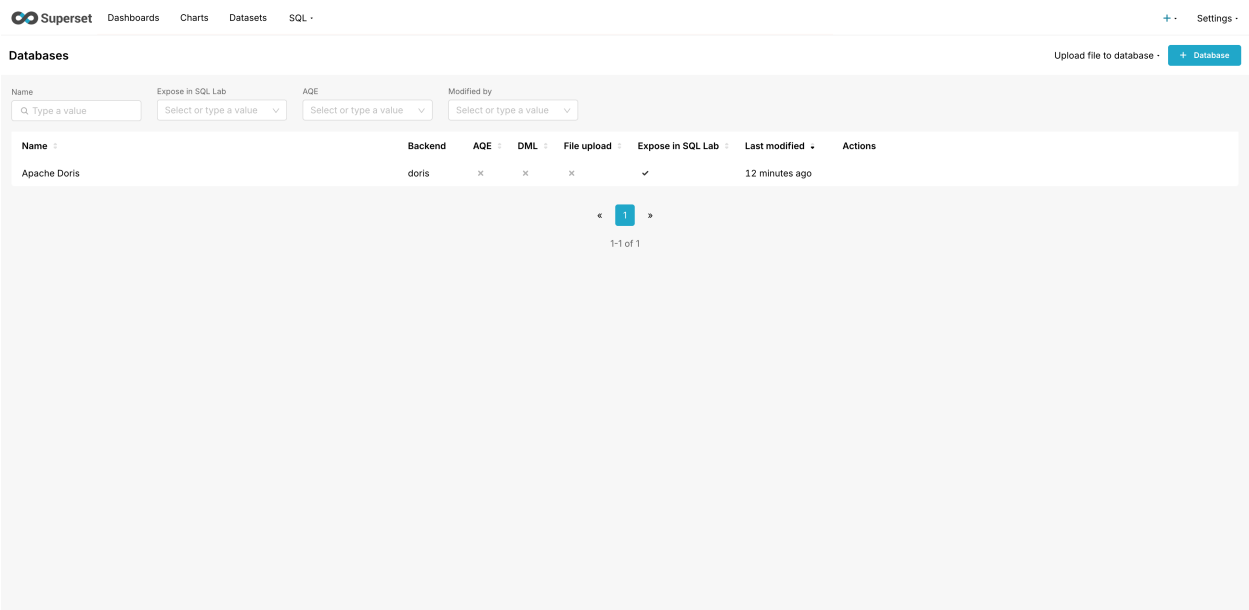 Superset Dashboards Charts Datasets SQL Settings
Databases Upload file to database + Database
Name Expose in SQL Lab AQE Modified by
Type a value Select or type a value Select or type a value Select or type a value
Name Backend AQE DML File upload Expose in SQL Lab Last modified Actions
Apache Doris doris 12 minutes ago
« 1 »
1-1 of 1